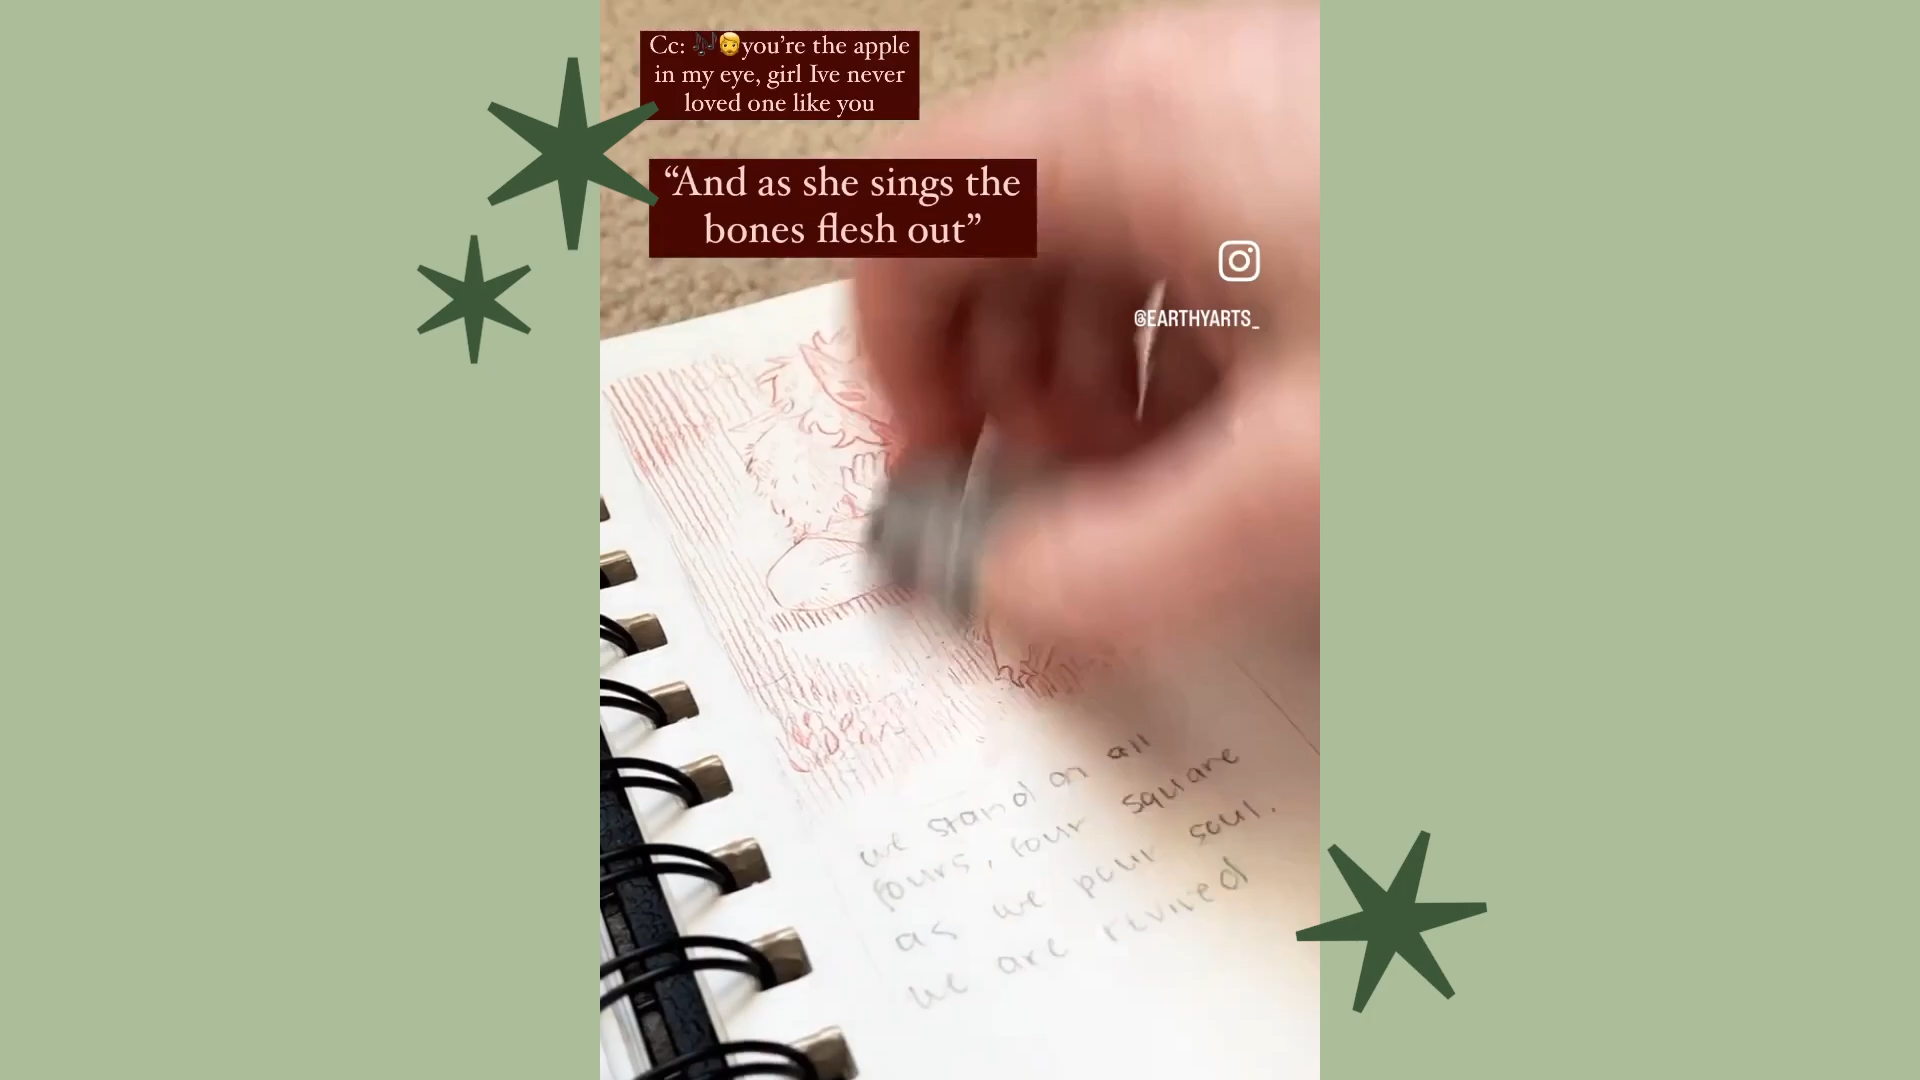 Cc: 🎶👨you're the apple
in my eye, girl Ive never
loved one like you
“And as she sings the
bones flesh out”
@EARTHYARTS_
we stand on all
fours, four square
as we pour soul.
we are revived